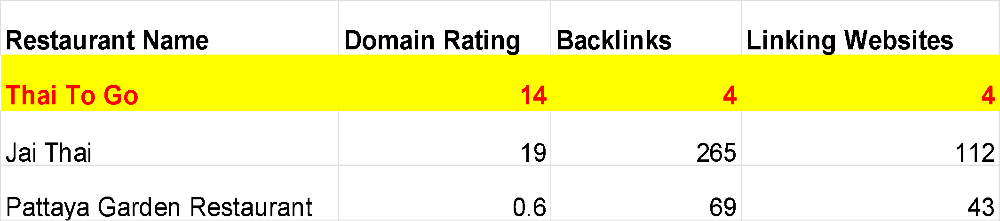 Restaurant Name Domain Rating Backlinks Linking Websites
Thai To Go 14 4 4
Jai Thai 19 265 112
Pattaya Garden Restaurant 0.6 69 43